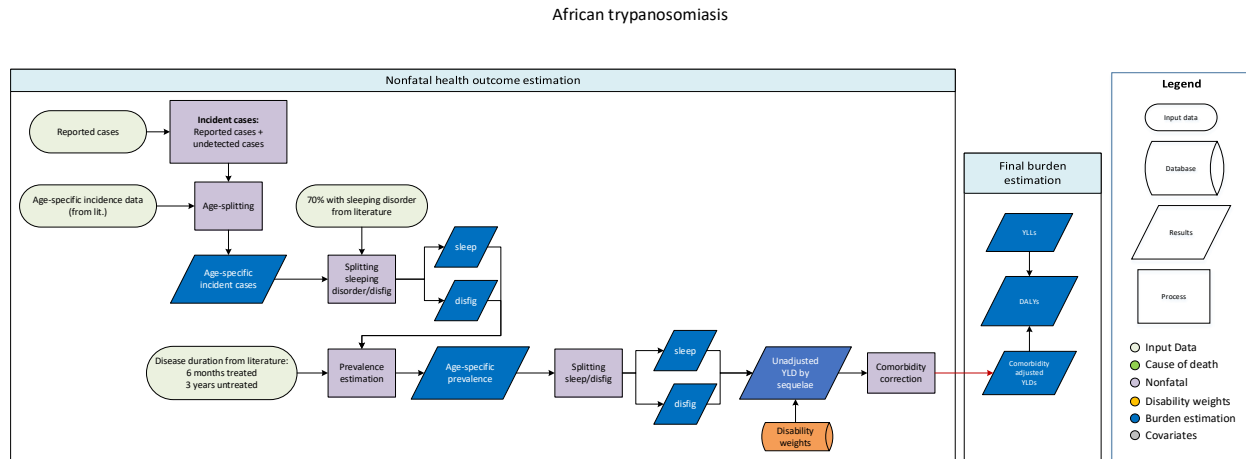 African trypanosomiasis
Nonfatal health outcome estimation
Reported cases
Incident cases:
Reported cases +
undetected cases
Age-specific incidence data
(from lit.)
Age-splitting
70% with sleeping disorder
from literature
Age-specific
incident cases
Splitting
sleeping
disorder/disfig
sleep
disfig
Disease duration from literature:
6 months treated
3 years untreated
Prevalence
estimation
Age-specific
prevalence
Splitting
sleep/disfig
sleep
disfig
Unadjusted
YLD by
sequelae
Disability
weights
Comorbidity
correction
Final burden
estimation
YLLs
DALYs
Comorbidity
adjusted
YLDs
Legend
Input data
Database
Results
Process
Input Data
Cause of death
Nonfatal
Disability weights
Burden estimation
Covariates